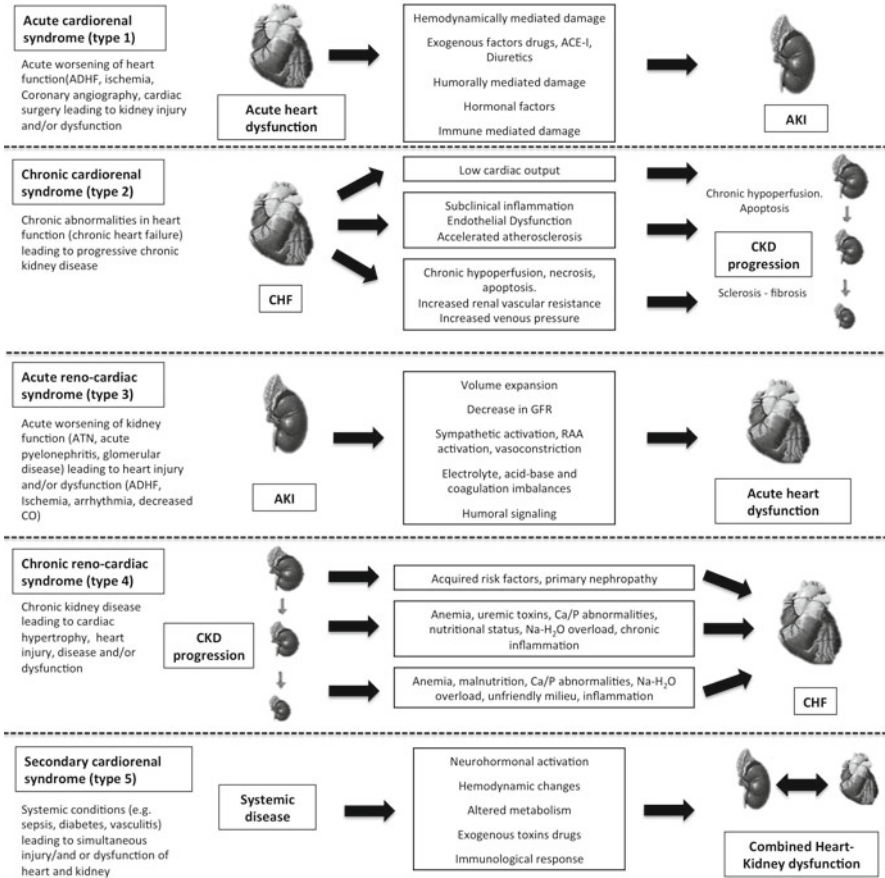 Acute cardiorenal
syndrome (type 1)
Acute worsening of heart
function(ADHF, ischemia,
Coronary angiography, cardiac
surgery leading to kidney injury
and/or dysfunction
Acute heart
dysfunction
Hemodynamically mediated damage
Exogenous factors drugs, ACE-I,
Diuretics
Humorally mediated damage
Hormonal factors
Immune mediated damage
AKI
Chronic cardiorenal
syndrome (type 2)
Chronic abnormalities in heart
function (chronic heart failure)
leading to progressive chronic
kidney disease
CHF
Low cardiac output
Subclinical inflammation
Endothelial Dysfunction
Accelerated atherosclerosis
Chronic hypoperfusion, necrosis,
apoptosis.
Increased renal vascular resistance
Increased venous pressure
Chronic hypoperfusion.
Apoptosis
CKD
progression
Sclerosis - fibrosis
Acute reno-cardiac
syndrome (type 3)
Acute worsening of kidney
function (ATN, acute
pyelonephritis, glomerular
disease) leading to heart injury
and/or dysfunction (ADHF,
Ischemia, arrhythmia, decreased
CO)
AKI
Volume expansion
Decrease in GFR
Sympathetic activation, RAA
activation, vasoconstriction
Electrolyte, acid-base and
coagulation imbalances
Humoral signaling
Acute heart
dysfunction
Chronic reno-cardiac
syndrome (type 4)
Chronic kidney disease
leading to cardiac
hypertrophy, heart
injury, disease and/or
dysfunction
CKD
progression
Acquired risk factors, primary nephropathy
Anemia, uremic toxins, Ca/P abnormalities,
nutritional status, Na-H₂O overload, chronic
inflammation
Anemia, malnutrition, Ca/P abnormalities, Na-H₂O
overload, unfriendly milieu, inflammation
CHF
Secondary cardiorenal
syndrome (type 5)
Systemic conditions (e.g.
sepsis, diabetes, vasculitis)
leading to simultaneous
injury/and or dysfunction of
heart and kidney
Systemic
disease
Neurohormonal activation
Hemodynamic changes
Altered metabolism
Exogenous toxins drugs
Immunological response
Combined Heart-
Kidney dysfunction